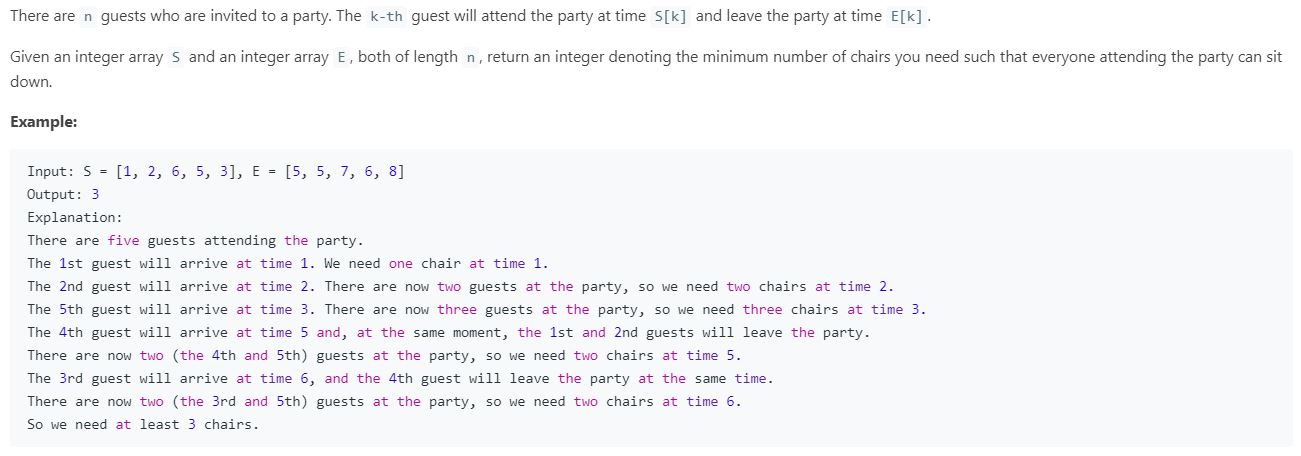 There are n guests who are invited to a party. The k-th guest will attend the party at time S[k] and leave the party at time E[k] .
Given an integer array S and an integer array E , both of length n , return an integer denoting the minimum number of chairs you need such that everyone attending the party can sit
down.
Example:
Input: S = [1, 2, 6, 5, 3], E = [5, 5, 7, 6, 8]
Output: 3
Explanation:
There are five guests attending the party.
The 1st guest will arrive at time 1. We need one chair at time 1.
The 2nd guest will arrive at time 2. There are now two guests at the party, so we need two chairs at time 2.
The 5th guest will arrive at time 3. There are now three guests at the party, so we need three chairs at time 3.
The 4th guest will arrive at time 5 and, at the same moment, the 1st and 2nd guests will leave the party.
There are now two (the 4th and 5th) guests at the party, so we need two chairs at time 5.
The 3rd guest will arrive at time 6, and the 4th guest will leave the party at the same time.
There are now two (the 3rd and 5th) guests at the party, so we need two chairs at time 6.
So we need at least 3 chairs.